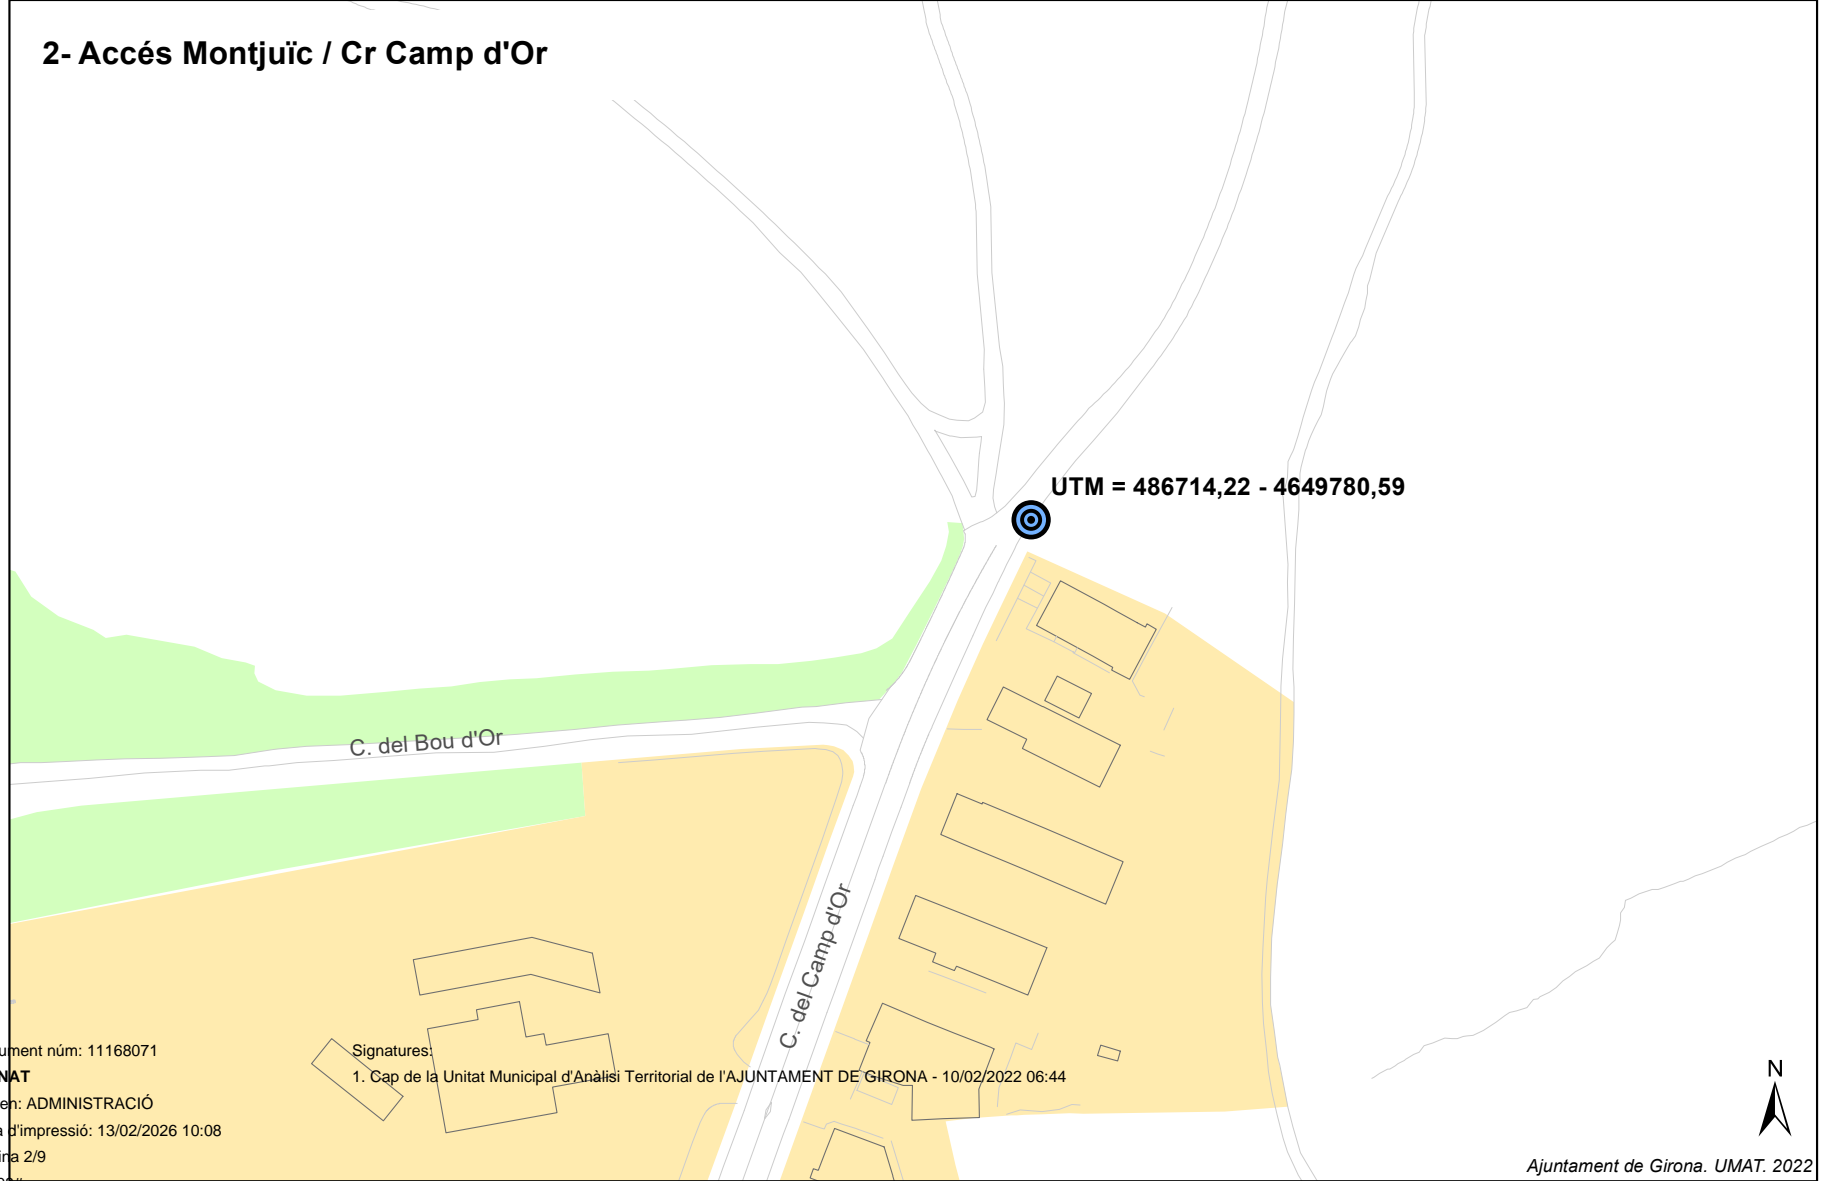 2- Accés Montjuïc / Cr Camp d'Or
UTM = 486714,22 - 4649780,59
C. del Bou d'Or
C. del Camp d'Or
ument núm: 11168071
NAT
en: ADMINISTRACIÓ
a d'impressió: 13/02/2026 10:08
ina 2/9
Signatures:
1. Cap de la Unitat Municipal d'Anàlisi Territorial de l'AJUNTAMENT DE GIRONA - 10/02/2022 06:44
N
Ajuntament de Girona. UMAT. 2022